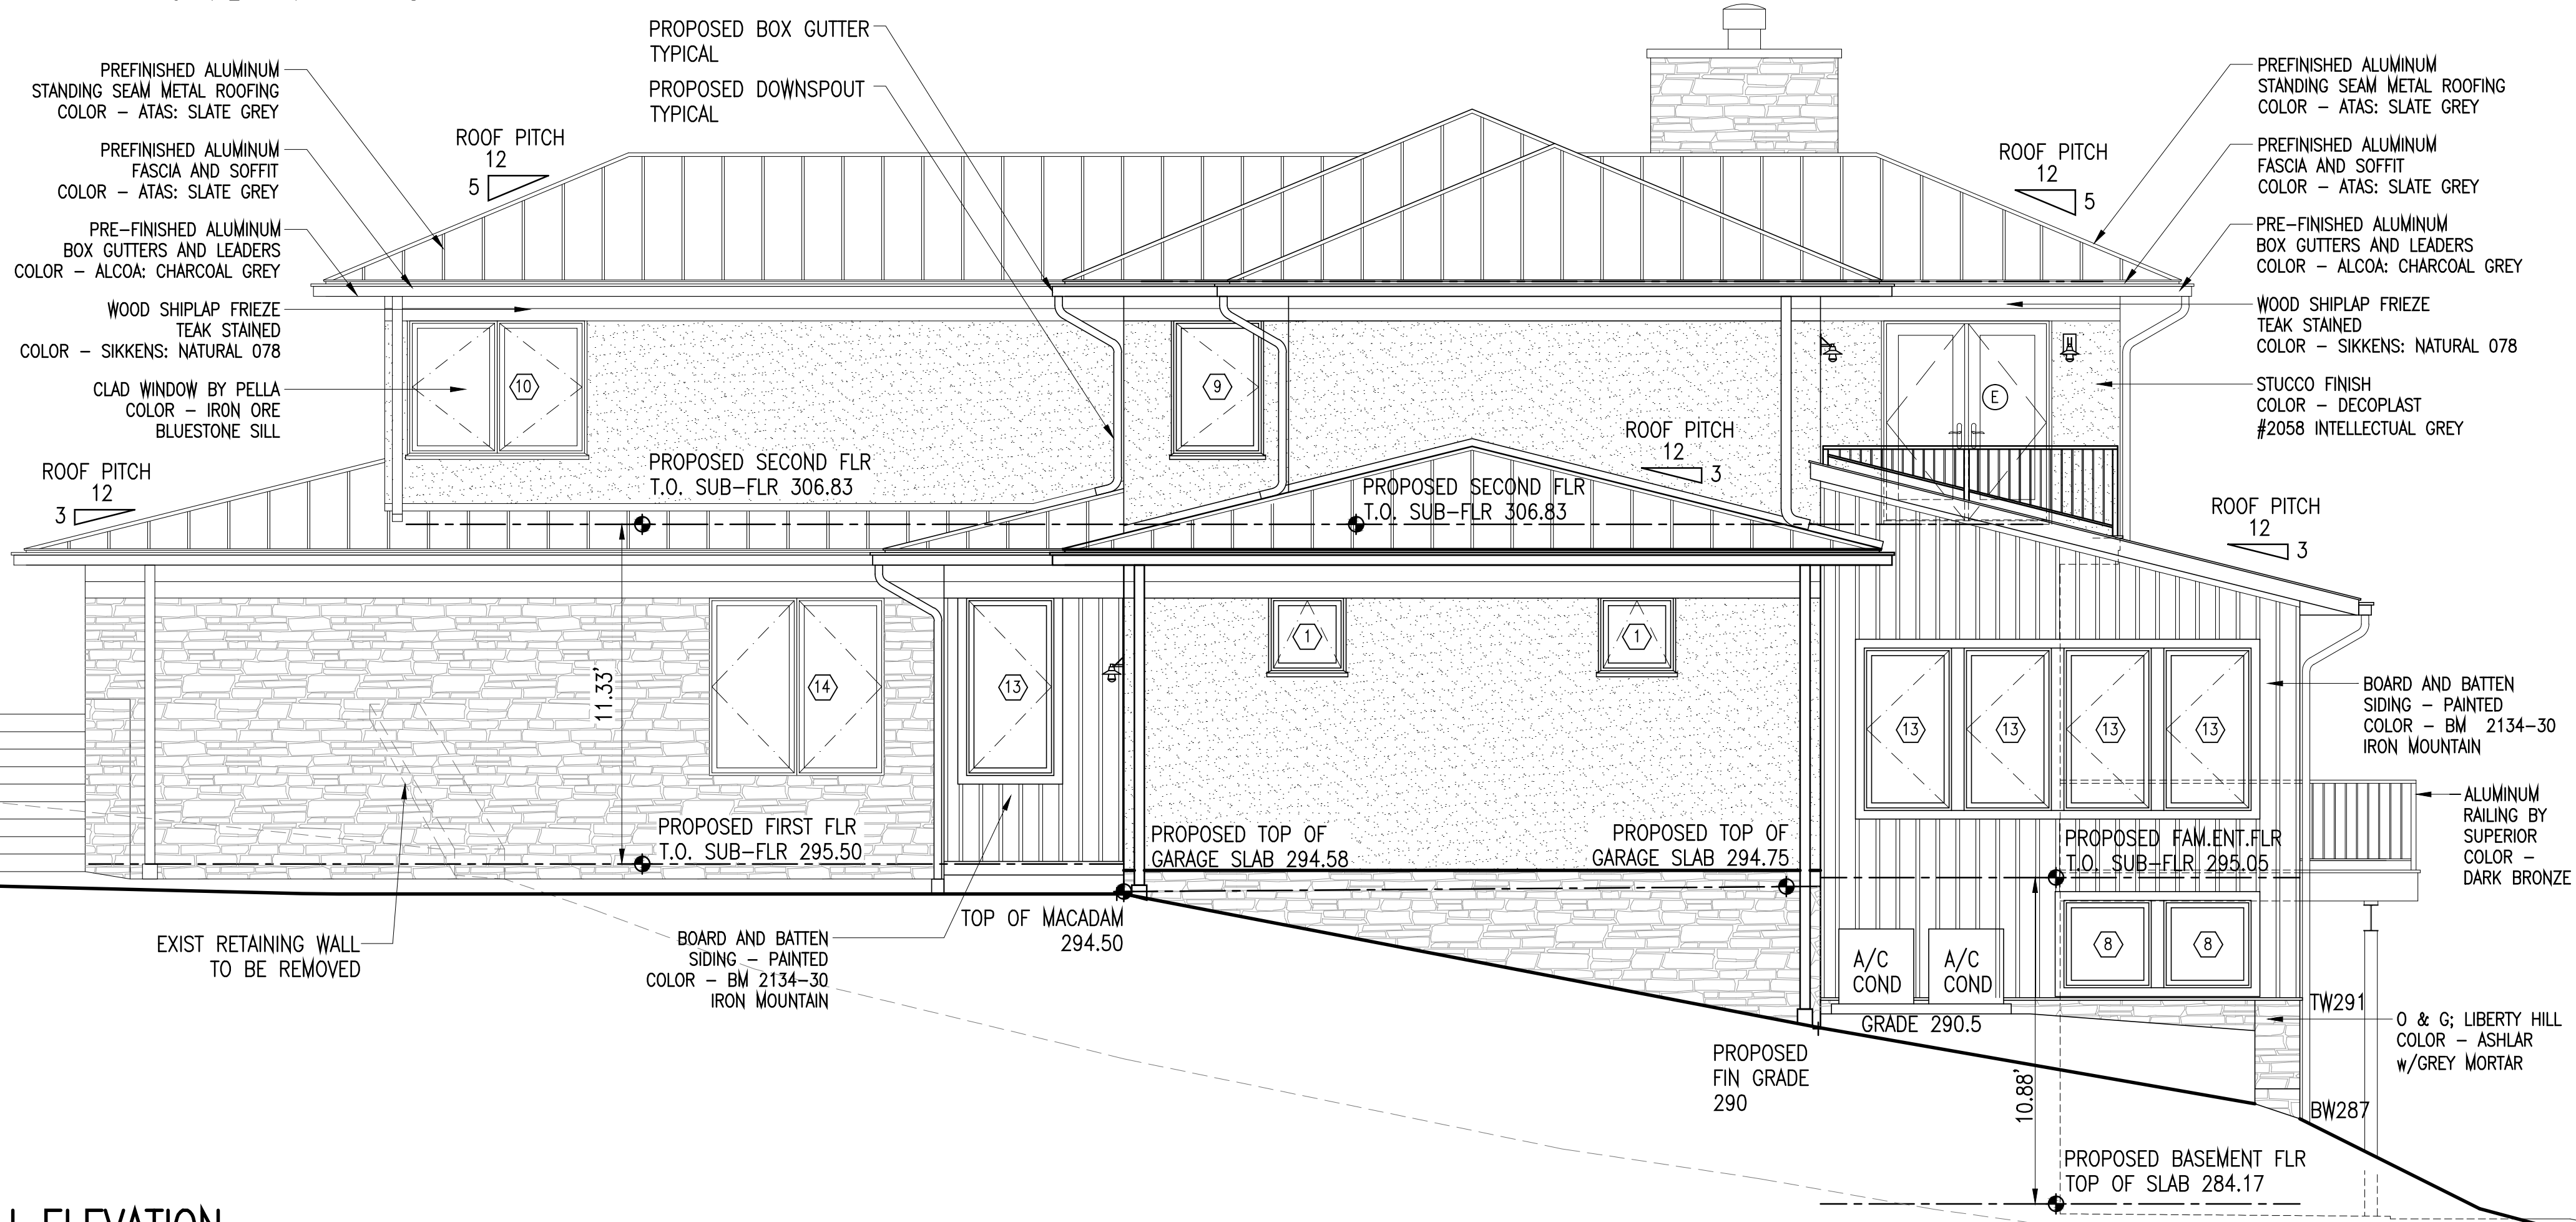 PROPOSED BOX GUTTER
TYPICAL
PROPOSED DOWNSPOUT
TYPICAL
PREFINISHED ALUMINUM
STANDING SEAM METAL ROOFING
COLOR – ATAS: SLATE GREY
PREFINISHED ALUMINUM
FASCIA AND SOFFIT
COLOR – ATAS: SLATE GREY
PRE–FINISHED ALUMINUM
BOX GUTTERS AND LEADERS
COLOR – ALCOA: CHARCOAL GREY
WOOD SHIPLAP FRIEZE
TEAK STAINED
COLOR – SIKKENS: NATURAL 078
CLAD WINDOW BY PELLA
COLOR – IRON ORE
BLUESTONE SILL
ROOF PITCH
12
5
ROOF PITCH
12
3
ROOF PITCH
12
5
PREFINISHED ALUMINUM
STANDING SEAM METAL ROOFING
COLOR – ATAS: SLATE GREY
PREFINISHED ALUMINUM
FASCIA AND SOFFIT
COLOR – ATAS: SLATE GREY
PRE–FINISHED ALUMINUM
BOX GUTTERS AND LEADERS
COLOR – ALCOA: CHARCOAL GREY
WOOD SHIPLAP FRIEZE
TEAK STAINED
COLOR – SIKKENS: NATURAL 078
STUCCO FINISH
COLOR – DECOPLAST
#2058 INTELLECTUAL GREY
10
9
E
ROOF PITCH
12
3
PROPOSED SECOND FLR
T.O. SUB–FLR 306.83
PROPOSED SECOND FLR
T.O. SUB–FLR 306.83
ROOF PITCH
12
3
11.33'
14
13
1
1
13
13
13
13
BOARD AND BATTEN
SIDING – PAINTED
COLOR – BM 2134–30
IRON MOUNTAIN
ALUMINUM
RAILING BY
SUPERIOR
COLOR –
DARK BRONZE
PROPOSED FIRST FLR
T.O. SUB–FLR 295.50
PROPOSED TOP OF
GARAGE SLAB 294.58
PROPOSED TOP OF
GARAGE SLAB 294.75
PROPOSED FAM.ENT.FLR
T.O. SUB–FLR 295.05
EXIST RETAINING WALL
TO BE REMOVED
BOARD AND BATTEN
SIDING – PAINTED
COLOR – BM 2134–30
IRON MOUNTAIN
TOP OF MACADAM
294.50
A/C
COND
A/C
COND
8
8
GRADE 290.5
TW291
O & G; LIBERTY HILL
COLOR – ASHLAR
w/GREY MORTAR
PROPOSED
FIN GRADE
290
10.88'
BW287
PROPOSED BASEMENT FLR
TOP OF SLAB 284.17
ELEVATION